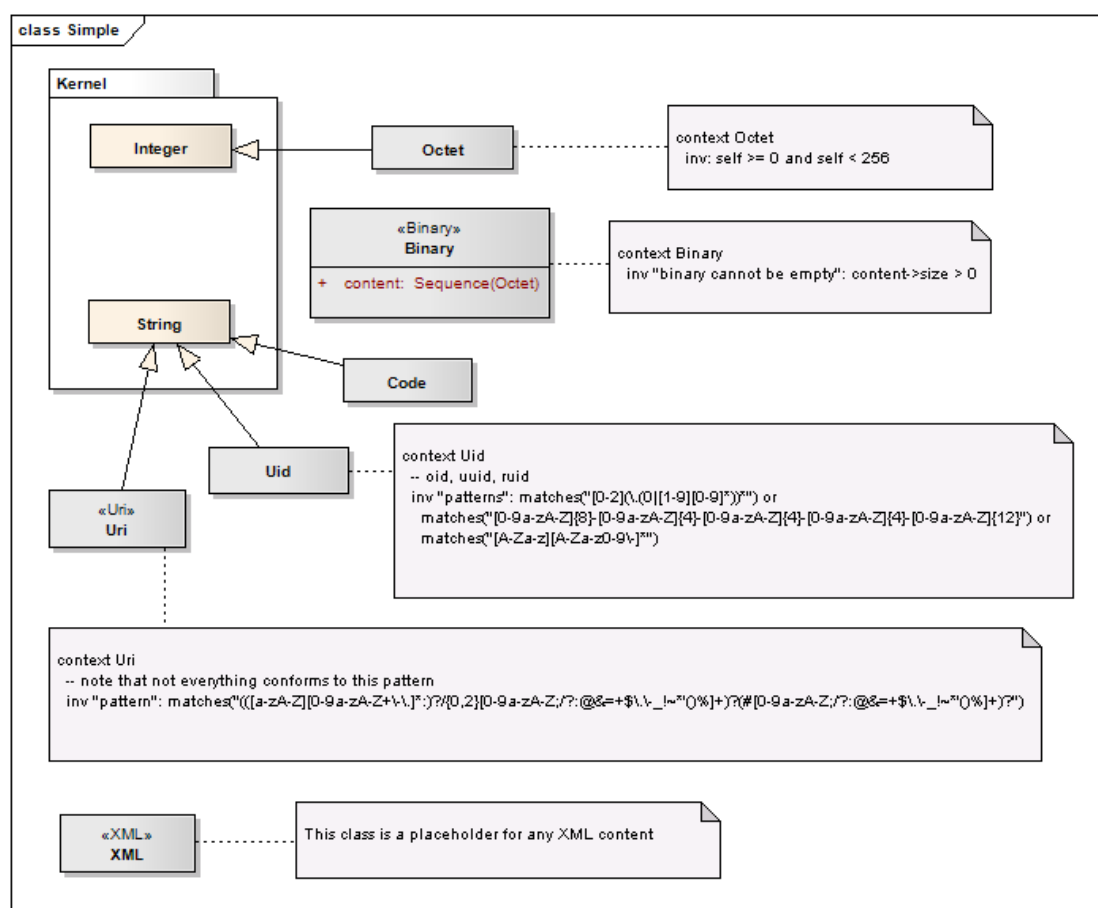 class Simple
Kernel
Integer
Octet
context Octet
inv: self >= 0 and self < 256
«Binary»
Binary
+ content: Sequence(Octet)
context Binary
inv "binary cannot be empty": content->size > 0
String
Code
Uid
context Uid
-- oid, uuid, ruid
inv "patterns": matches("[0-2](\.(0|[1-9][0-9]*))*") or
matches("[0-9a-zA-Z]{8}-[0-9a-zA-Z]{4}-[0-9a-zA-Z]{4}-[0-9a-zA-Z]{4}-[0-9a-zA-Z]{12}") or
matches("[A-Za-z][A-Za-z0-9\-]*")
«Uri»
Uri
context Uri
-- note that not everything conforms to this pattern
inv "pattern": matches("(([a-zA-Z][0-9a-zA-Z+\-\.]*:)?/{0,2}[0-9a-zA-Z;/?:@&=+$\.\-_!~*'()%]+)?(#[0-9a-zA-Z;/?:@&=+$\.\-_!~*'()%]+)?")
«XML»
XML
This class is a placeholder for any XML content